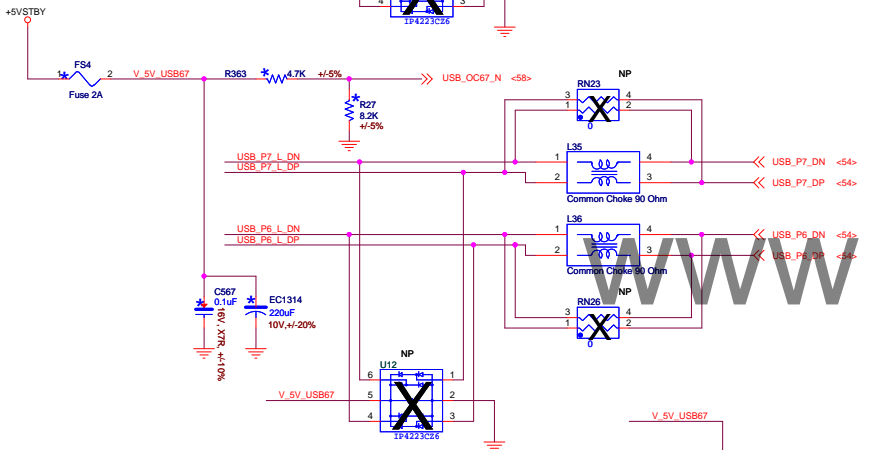 4
3
IP4223CZ6
+5VSTBY
FS4
1
2
Fuse 2A
V_5V_USB67
R363
4.7K
+/-5%
USB_OC67_N <58>
R27
8.2K
+/-5%
NP
RN23
3
4
1
2
0
USB_P7_L_DN
USB_P7_L_DP
L35
1
4
2
3
Common Choke 90 Ohm
USB_P7_DN <54>
USB_P7_DP <54>
USB_P6_L_DN
USB_P6_L_DP
L36
1
4
2
3
Common Choke 90 Ohm
USB_P6_DN <54>
USB_P6_DP <54>
WWW
NP
RN26
3
4
1
2
0
C567
0.1uF
16V, X7R, +/-10%
EC1314
220uF
10V,+/-20%
NP
U12
6
1
5
2
4
3
IP4223CZ6
V_5V_USB67
V_5V_USB67